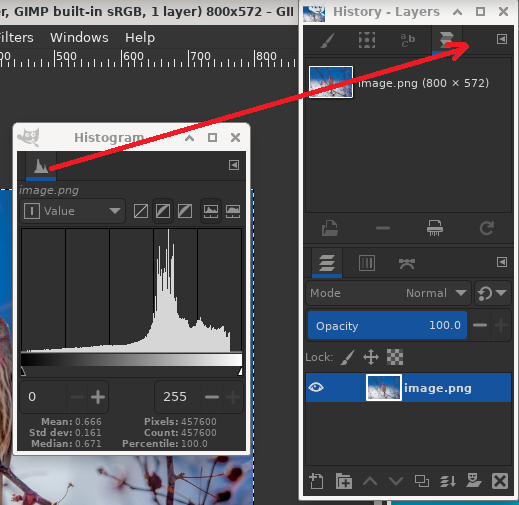 r, GIMP built-in sRGB, 1 layer) 800x572 – GI
ilters Windows Help
500 600 700 800
History - Layers
a,b c
image.png (800 × 572)
Histogram
image.png
Value
0
255
Mean: 0.666 Pixels: 457600
Std dev: 0.161 Count: 457600
Median: 0.671 Percentile: 100.0
Mode Normal
Opacity 100.0
Lock:
image.png